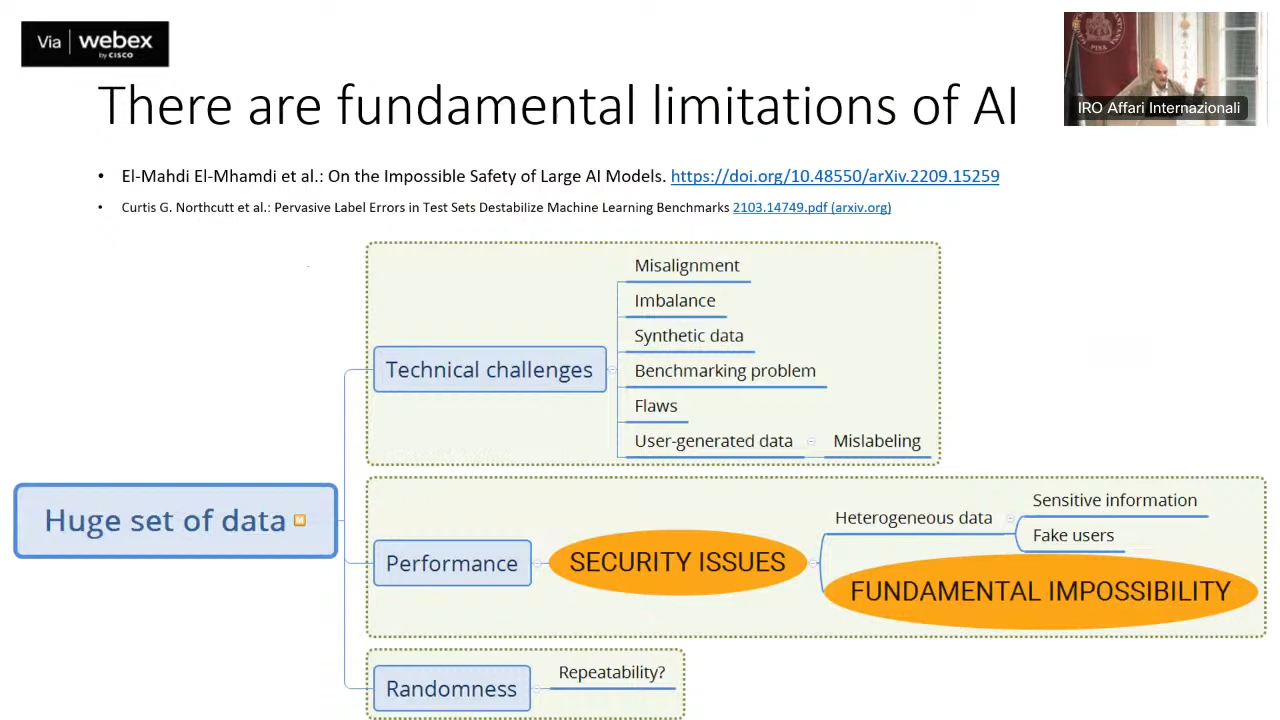 Via webex
by CISCO
There are fundamental limitations of AI
IRO Affari Internazionali
• El-Mahdi El-Mhamdi et al.: On the Impossible Safety of Large AI Models. https://doi.org/10.48550/arXiv.2209.15259
• Curtis G. Northcutt et al.: Pervasive Label Errors in Test Sets Destabilize Machine Learning Benchmarks 2103.14749.pdf (arxiv.org)
Huge set of data
Technical challenges
Misalignment
Imbalance
Synthetic data
Benchmarking problem
Flaws
User-generated data
Mislabeling
Performance
SECURITY ISSUES
Heterogeneous data
Sensitive information
Fake users
FUNDAMENTAL IMPOSSIBILITY
Randomness
Repeatability?